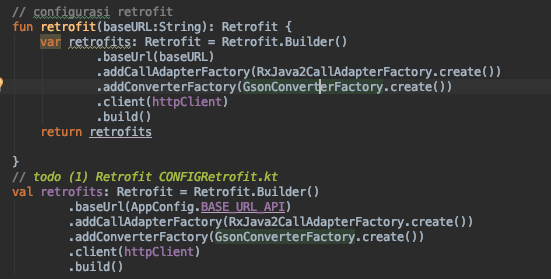 // configurasi retrofit
fun retrofit(baseURL:String): Retrofit {
var retrofits: Retrofit = Retrofit.Builder()
.baseUrl(baseURL)
.addCallAdapterFactory(RxJava2CallAdapterFactory.create())
.addConverterFactory(GsonConverterFactory.create())
.client(httpClient)
.build()
return retrofits
}
// todo (1) Retrofit CONFIGRetrofit.kt
val retrofits: Retrofit = Retrofit.Builder()
.baseUrl(AppConfig.BASE_URL_API)
.addCallAdapterFactory(RxJava2CallAdapterFactory.create())
.addConverterFactory(GsonConverterFactory.create())
.client(httpClient)
.build()